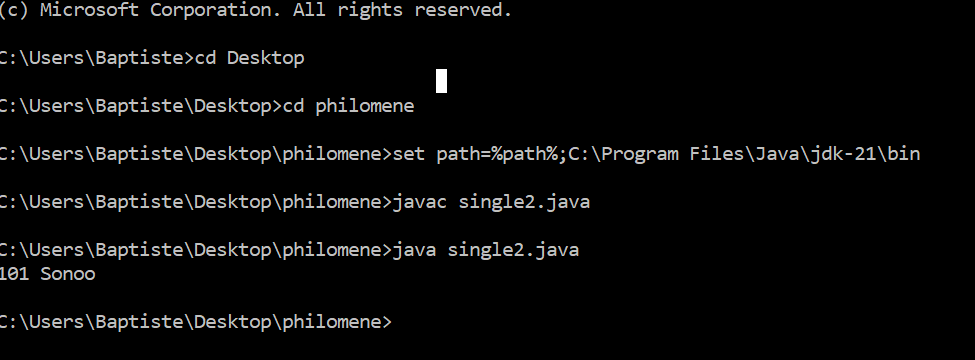 (c) Microsoft Corporation. All rights reserved.
C:\Users\Baptiste>cd Desktop
C:\Users\Baptiste\Desktop>cd philomene
C:\Users\Baptiste\Desktop\philomene>set path=%path%;C:\Program Files\Java\jdk-21\bin
C:\Users\Baptiste\Desktop\philomene>javac single2.java
C:\Users\Baptiste\Desktop\philomene>java single2.java
101 Sonoo
C:\Users\Baptiste\Desktop\philomene>